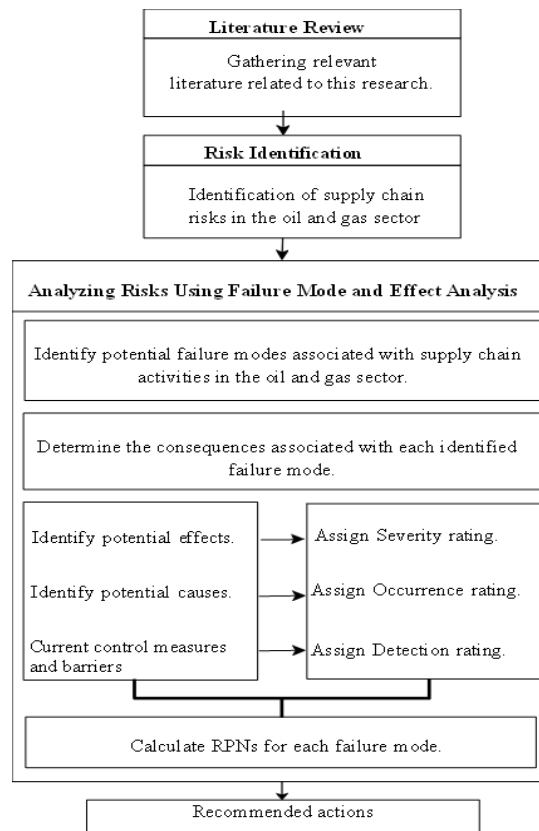 Literature Review
Gathering relevant
literature related to this research.
Risk Identification
Identification of supply chain
risks in the oil and gas sector
Analyzing Risks Using Failure Mode and Effect Analysis
Identify potential failure modes associated with supply chain
activities in the oil and gas sector.
Determine the consequences associated with each identified
failure mode.
Identify potential effects.
Assign Severity rating.
Identify potential causes.
Assign Occurrence rating.
Current control measures
and barriers
Assign Detection rating.
Calculate RPNs for each failure mode.
Recommended actions